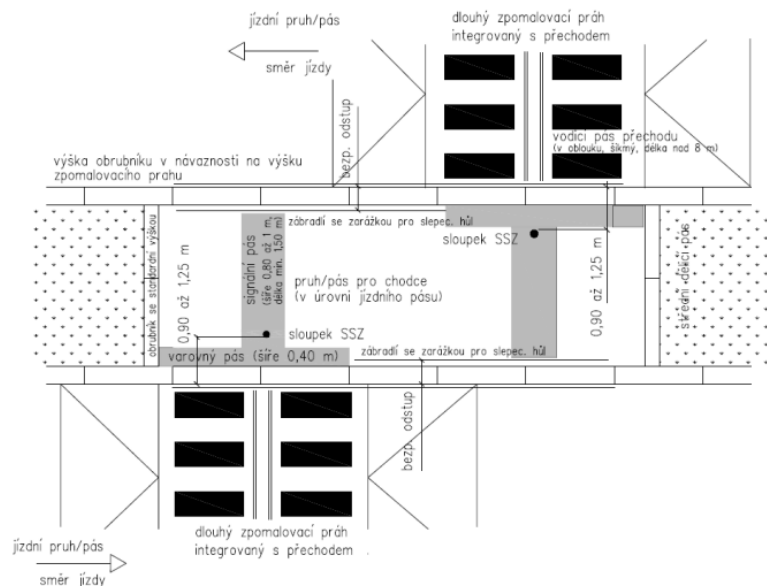 jízdní pruh/pás
směr jízdy
dlouhý zpomalovací práh
integrovaný s přechodem
bezp. odstup
vodicí pás přechodu
(v oblouku, šikmý, délka nad 8 m)
výška obrubníku v návaznosti na výšku
zpomalovacího prahu
obrubník se standardní výškou
0,90 až 1,25 m
signální pás
(šíře 0,80 až 1 m,
délka min. 1,50 m)
zábradlí se zarážkou pro slepec. hůl
sloupek SSZ
pruh/pás pro chodce
(v úrovni jízdního pásu)
0,90 až 1,25 m
střední dělicí pás
sloupek SSZ
varovný pás (šíře 0,40 m)
zábradlí se zarážkou pro slepec. hůl
bezp. odstup
dlouhý zpomalovací práh
integrovaný s přechodem .
jízdní pruh/pás
směr jízdy